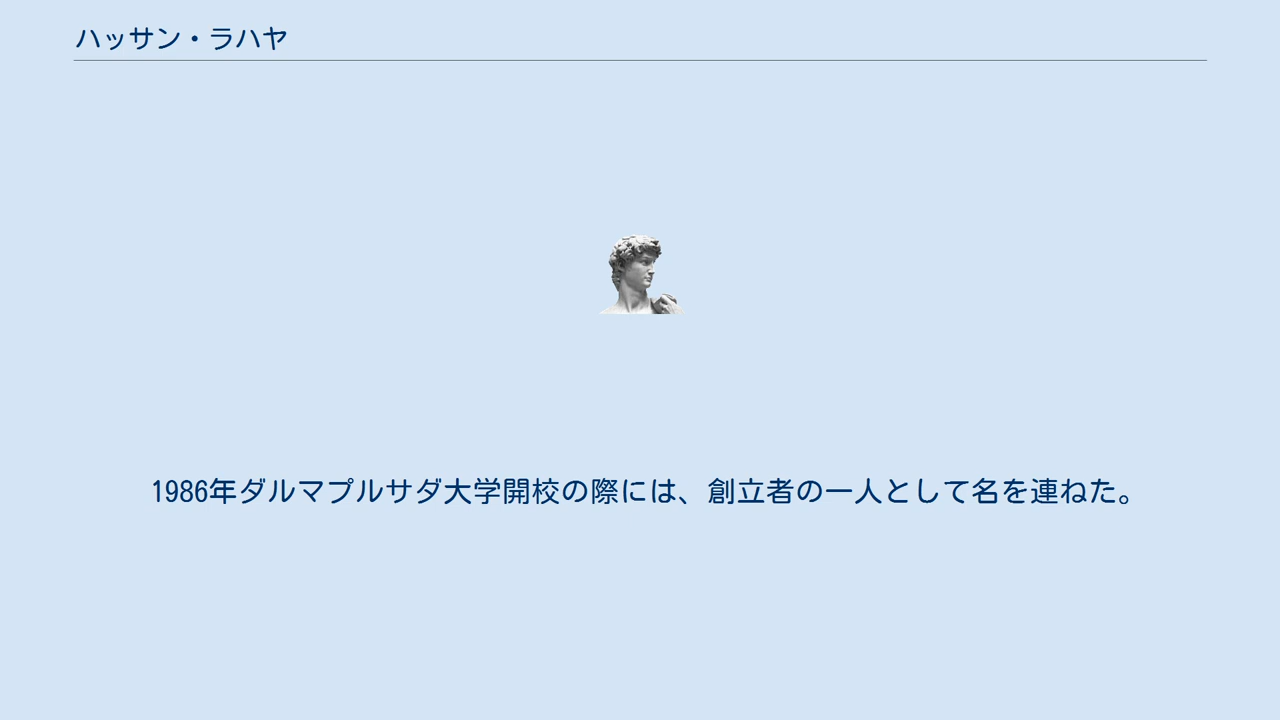 ハッサン・ラハヤ
1986年ダルマプルサダ大学開校の際には、創立者の一人として名を連ねた。